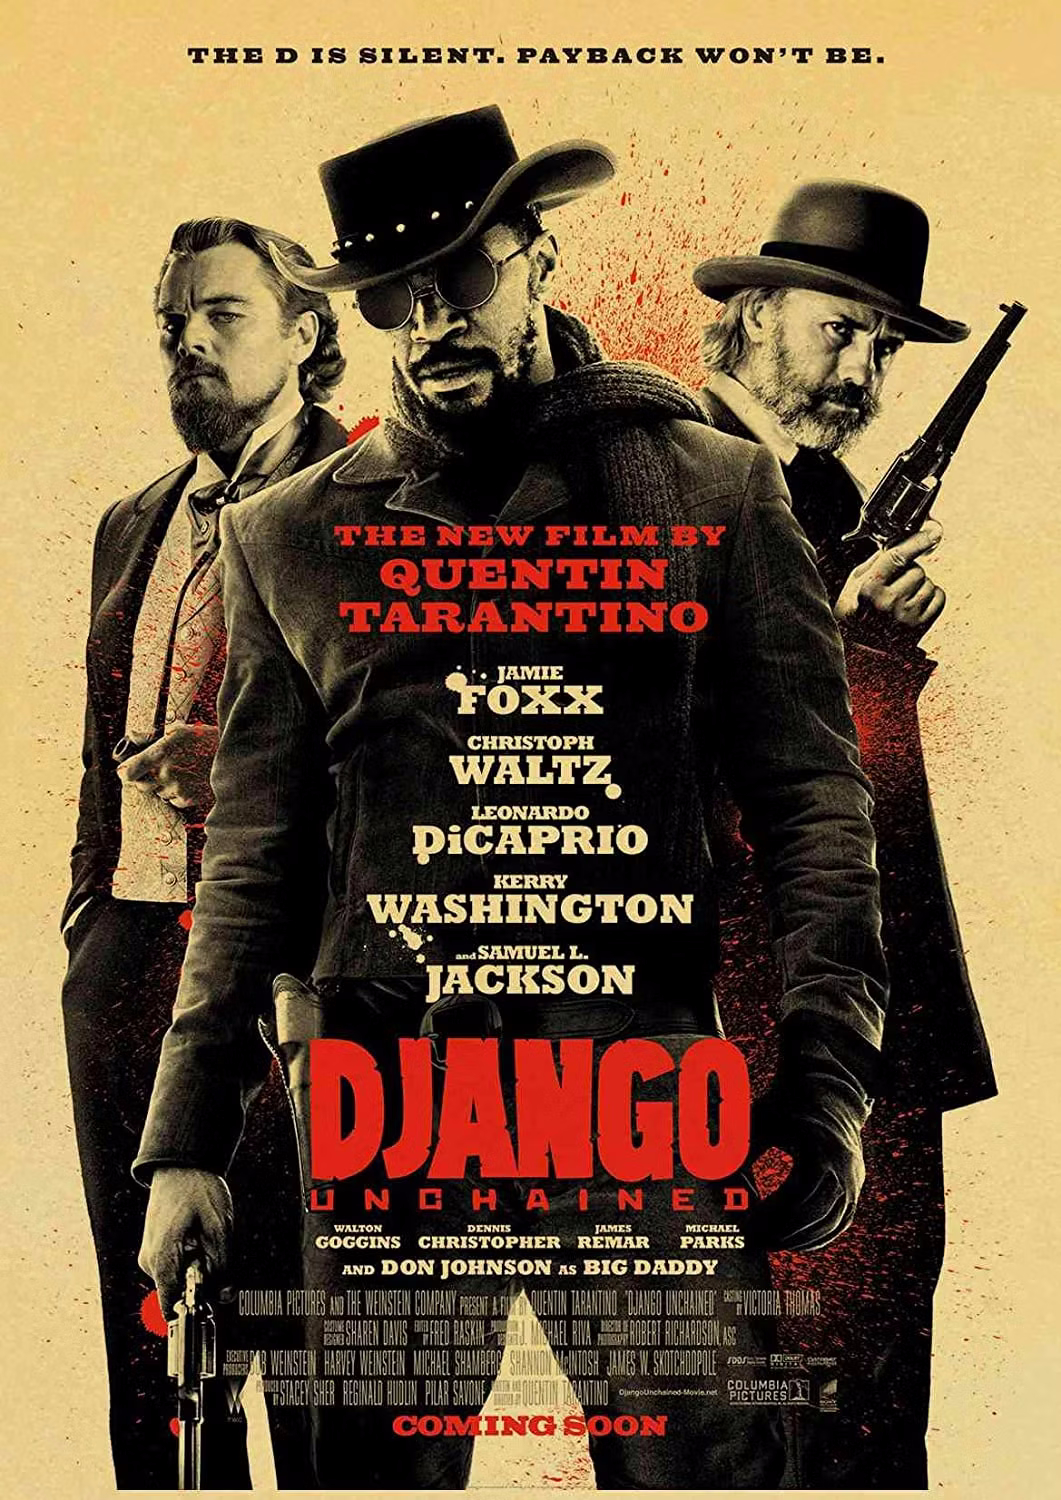 THE D IS SILENT. PAYBACK WON'T BE.
THE NEW FILM BY
QUENTIN
TARANTINO
JAMIE
FOXX
CHRISTOPH
WALTZ
LEONARDO
DiCAPRIO
KERRY
WASHINGTON
and SAMUEL L.
JACKSON
DJANGO
UNCHAINED
WALTON GOGGINS DENNIS CHRISTOPHER JAMES REMAR MICHAEL PARKS
AND DON JOHNSON AS BIG DADDY
COLUMBIA PICTURES AND THE WEINSTEIN COMPANY PRESENT A FILM BY QUENTIN TARANTINO "DJANGO UNCHAINED" CASTING BY VICTORIA THOMAS
COSTUME DESIGNER SHAREN DAVIS EDITED BY FRED RASKIN PRODUCTION DESIGNER J. MICHAEL RIVA DIRECTOR OF PHOTOGRAPHY ROBERT RICHARDSON, ASC
EXECUTIVE PRODUCERS BOB WEINSTEIN HARVEY WEINSTEIN MICHAEL SHAMBERG SHANNON McINTOSH JAMES W. SKOTCHDOPOLE
STACEY SHER REGINALD HUDLIN PILAR SAVONE WRITTEN AND DIRECTED BY QUENTIN TARANTINO DjangoUnchained-Movie.net
COLUMBIA
PICTURES
TWC
COMING SOON